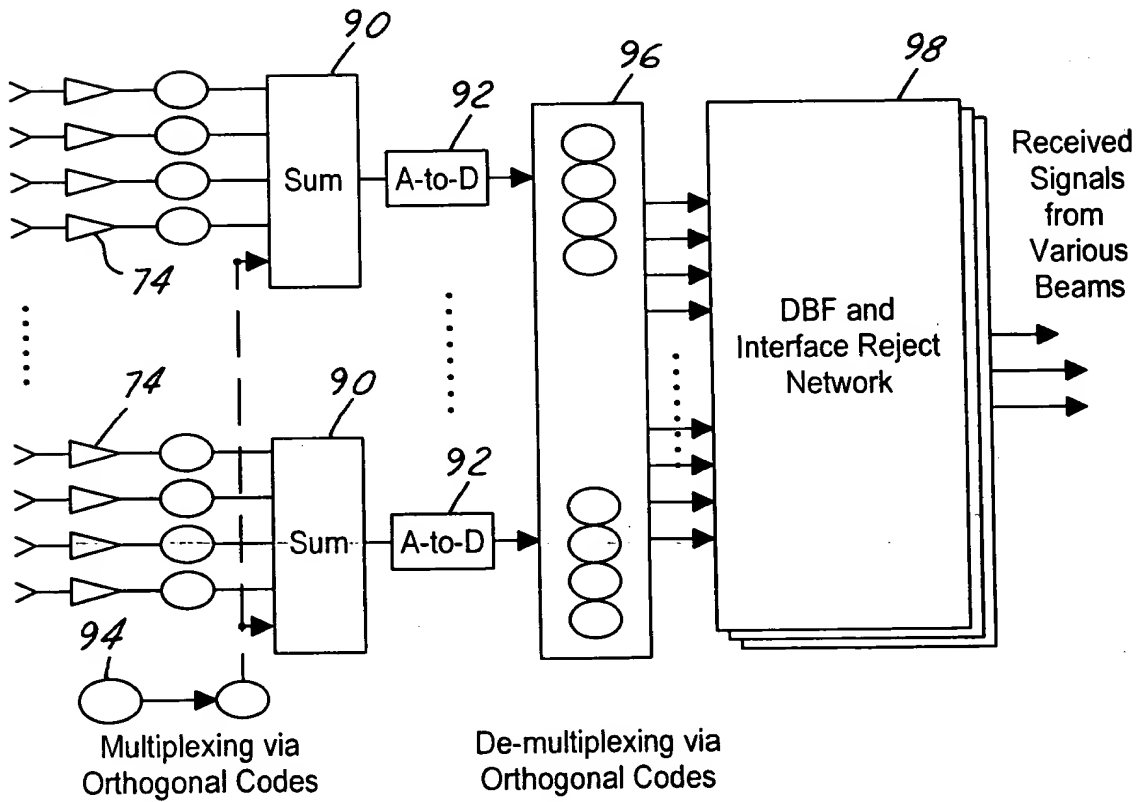 90
96
98
92
Sum
A-to-D
Received
Signals
from
Various
Beams
74
DBF and
Interface Reject
Network
74
90
92
Sum
A-to-D
94
Multiplexing via
Orthogonal Codes
De-multiplexing via
Orthogonal Codes